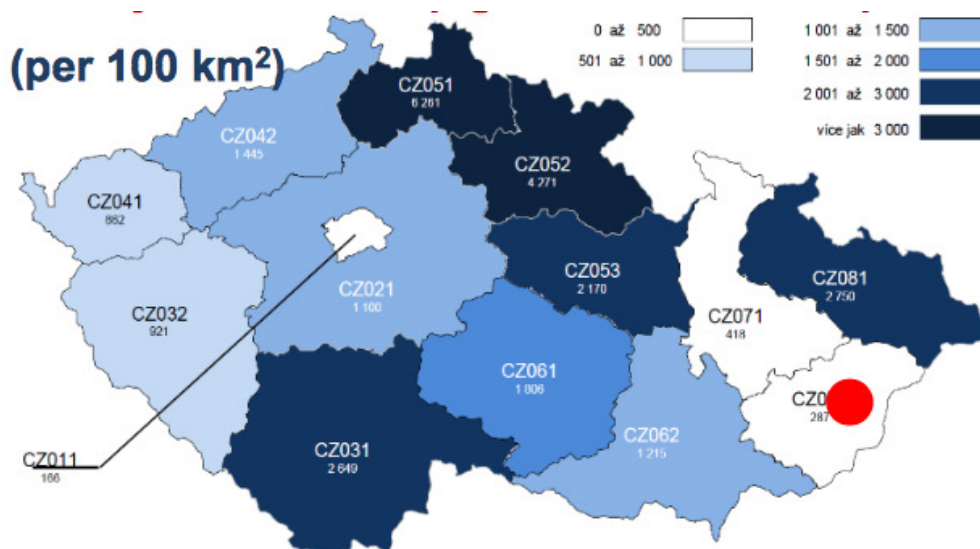 (per 100 km²)
0 až 500
501 až 1 000
1 001 až 1 500
1 501 až 2 000
2 001 až 3 000
více jak 3 000
CZ051
6 261
CZ042
1 445
CZ052
4 271
CZ041
862
CZ053
2 170
CZ081
2 750
CZ021
1 100
CZ032
921
CZ071
418
CZ061
1 806
CZ0
287
CZ062
1 215
CZ031
2 649
CZ011
166